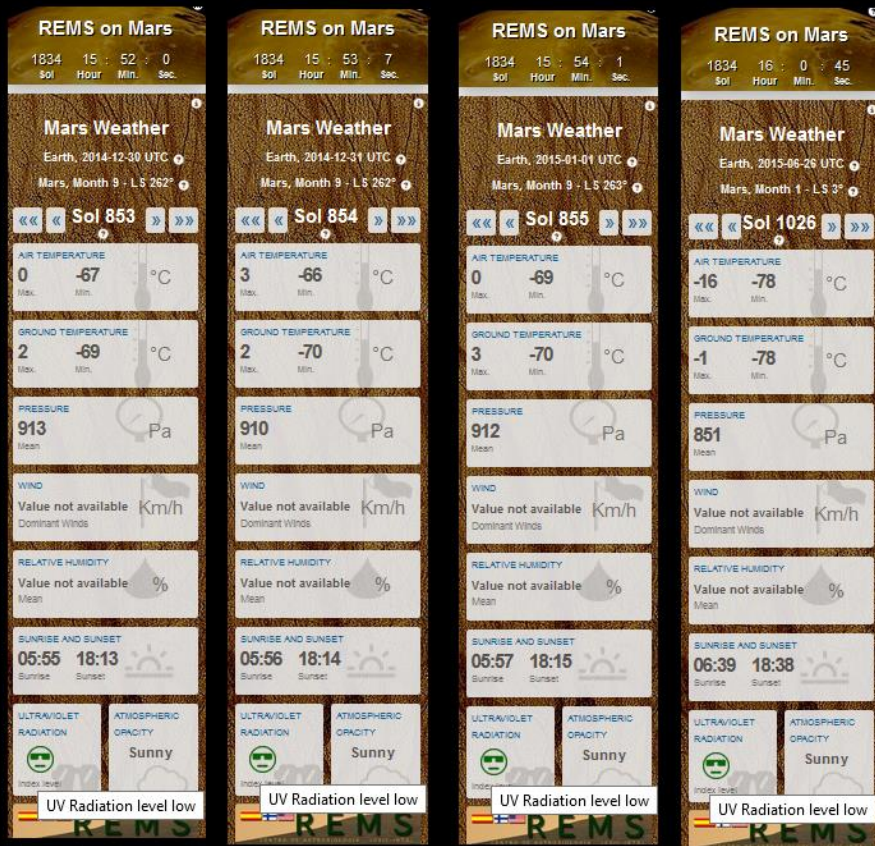 REMS on Mars
1834 15 : 52 : 0
Sol Hour Min. Sec.
Mars Weather
Earth, 2014-12-30 UTC
Mars, Month 9 - LS 262°
«« « Sol 853 » »»
AIR TEMPERATURE
0 -67 °C
Max. Min.
GROUND TEMPERATURE
2 -69 °C
Max. Min.
PRESSURE
913 Pa
Mean
WIND
Value not available Km/h
Dominant Winds
RELATIVE HUMIDITY
Value not available %
Mean
SUNRISE AND SUNSET
05:55 18:13
Sunrise Sunset
ULTRAVIOLET RADIATION
Index level
ATMOSPHERIC OPACITY
Sunny
UV Radiation level low
REMS
REMS on Mars
1834 15 : 53 : 7
Sol Hour Min. Sec.
Mars Weather
Earth, 2014-12-31 UTC
Mars, Month 9 - LS 262°
«« « Sol 854 » »»
AIR TEMPERATURE
3 -66 °C
Max. Min.
GROUND TEMPERATURE
2 -70 °C
Max. Min.
PRESSURE
910 Pa
Mean
WIND
Value not available Km/h
Dominant Winds
RELATIVE HUMIDITY
Value not available %
Mean
SUNRISE AND SUNSET
05:56 18:14
Sunrise Sunset
ULTRAVIOLET RADIATION
Index level
ATMOSPHERIC OPACITY
Sunny
UV Radiation level low
REMS
REMS on Mars
1834 15 : 54 : 1
Sol Hour Min. Sec.
Mars Weather
Earth, 2015-01-01 UTC
Mars, Month 9 - LS 263°
«« « Sol 855 » »»
AIR TEMPERATURE
0 -69 °C
Max. Min.
GROUND TEMPERATURE
3 -70 °C
Max. Min.
PRESSURE
912 Pa
Mean
WIND
Value not available Km/h
Dominant Winds
RELATIVE HUMIDITY
Value not available %
Mean
SUNRISE AND SUNSET
05:57 18:15
Sunrise Sunset
ULTRAVIOLET RADIATION
Index level
ATMOSPHERIC OPACITY
Sunny
UV Radiation level low
REMS
REMS on Mars
1834 16 : 0 : 45
Sol Hour Min. Sec.
Mars Weather
Earth, 2015-06-26 UTC
Mars, Month 1 - LS 3°
«« « Sol 1026 » »»
AIR TEMPERATURE
-16 -78 °C
Max. Min.
GROUND TEMPERATURE
-1 -78 °C
Max. Min.
PRESSURE
851 Pa
Mean
WIND
Value not available Km/h
Dominant Winds
RELATIVE HUMIDITY
Value not available %
Mean
SUNRISE AND SUNSET
06:39 18:38
Sunrise Sunset
ULTRAVIOLET RADIATION
Index level
ATMOSPHERIC OPACITY
Sunny
UV Radiation level low
REMS